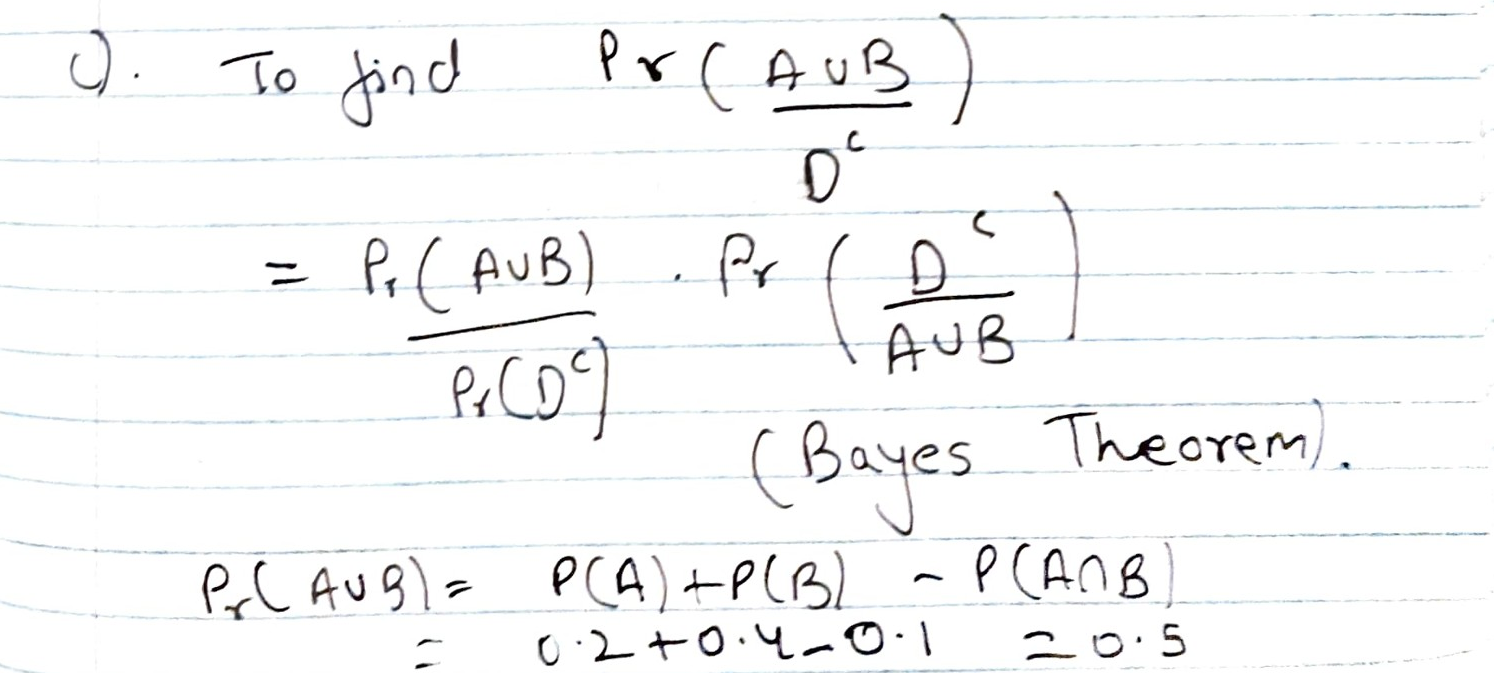 c). To find Pr ( A∪B / D^c )
= Pr( A∪B) / Pr(D^c) . Pr ( D^c / A∪B )
(Bayes Theorem).
Pr( A∪B) = P(A) +P(B) - P(A∩B)
= 0.2 + 0.4 - 0.1 = 0.5